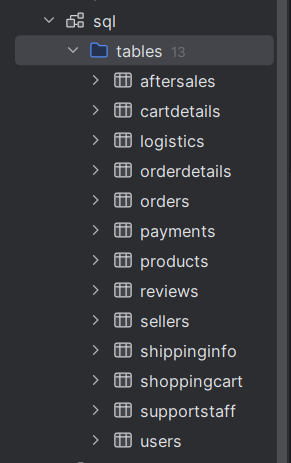 sql
tables 13
aftersales
cartdetails
logistics
orderdetails
orders
payments
products
reviews
sellers
shippinginfo
shoppingcart
supportstaff
users